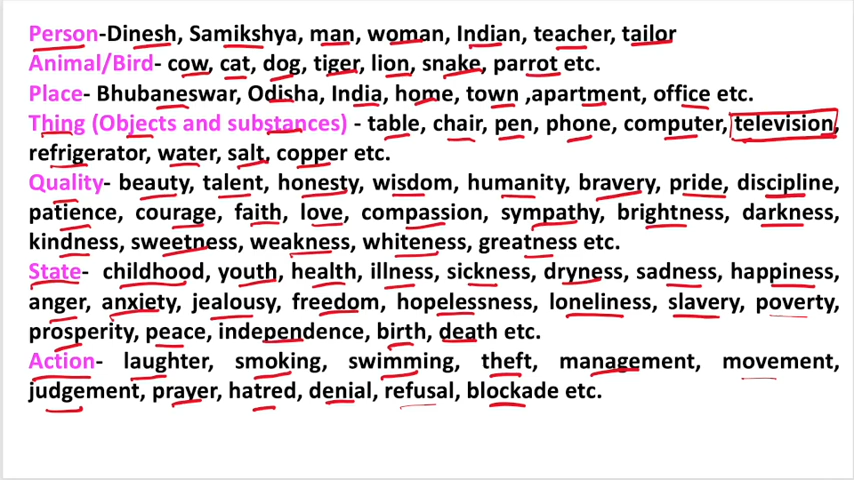 Person-Dinesh, Samikshya, man, woman, Indian, teacher, tailor
Animal/Bird- cow, cat, dog, tiger, lion, snake, parrot etc.
Place- Bhubaneswar, Odisha, India, home, town ,apartment, office etc.
Thing (Objects and substances) - table, chair, pen, phone, computer, television,
refrigerator, water, salt, copper etc.
Quality- beauty, talent, honesty, wisdom, humanity, bravery, pride, discipline,
patience, courage, faith, love, compassion, sympathy, brightness, darkness,
kindness, sweetness, weakness, whiteness, greatness etc.
State- childhood, youth, health, illness, sickness, dryness, sadness, happiness,
anger, anxiety, jealousy, freedom, hopelessness, loneliness, slavery, poverty,
prosperity, peace, independence, birth, death etc.
Action- laughter, smoking, swimming, theft, management, movement,
judgement, prayer, hatred, denial, refusal, blockade etc.